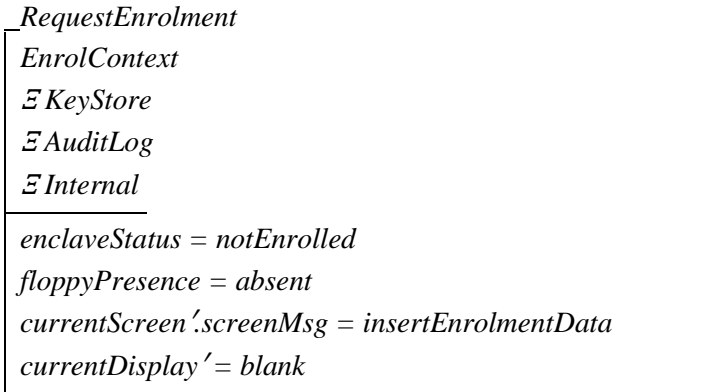 RequestEnrolment
EnrolContext
Ξ KeyStore
Ξ AuditLog
Ξ Internal
enclaveStatus = notEnrolled
floppyPresence = absent
currentScreen′.screenMsg = insertEnrolmentData
currentDisplay′ = blank